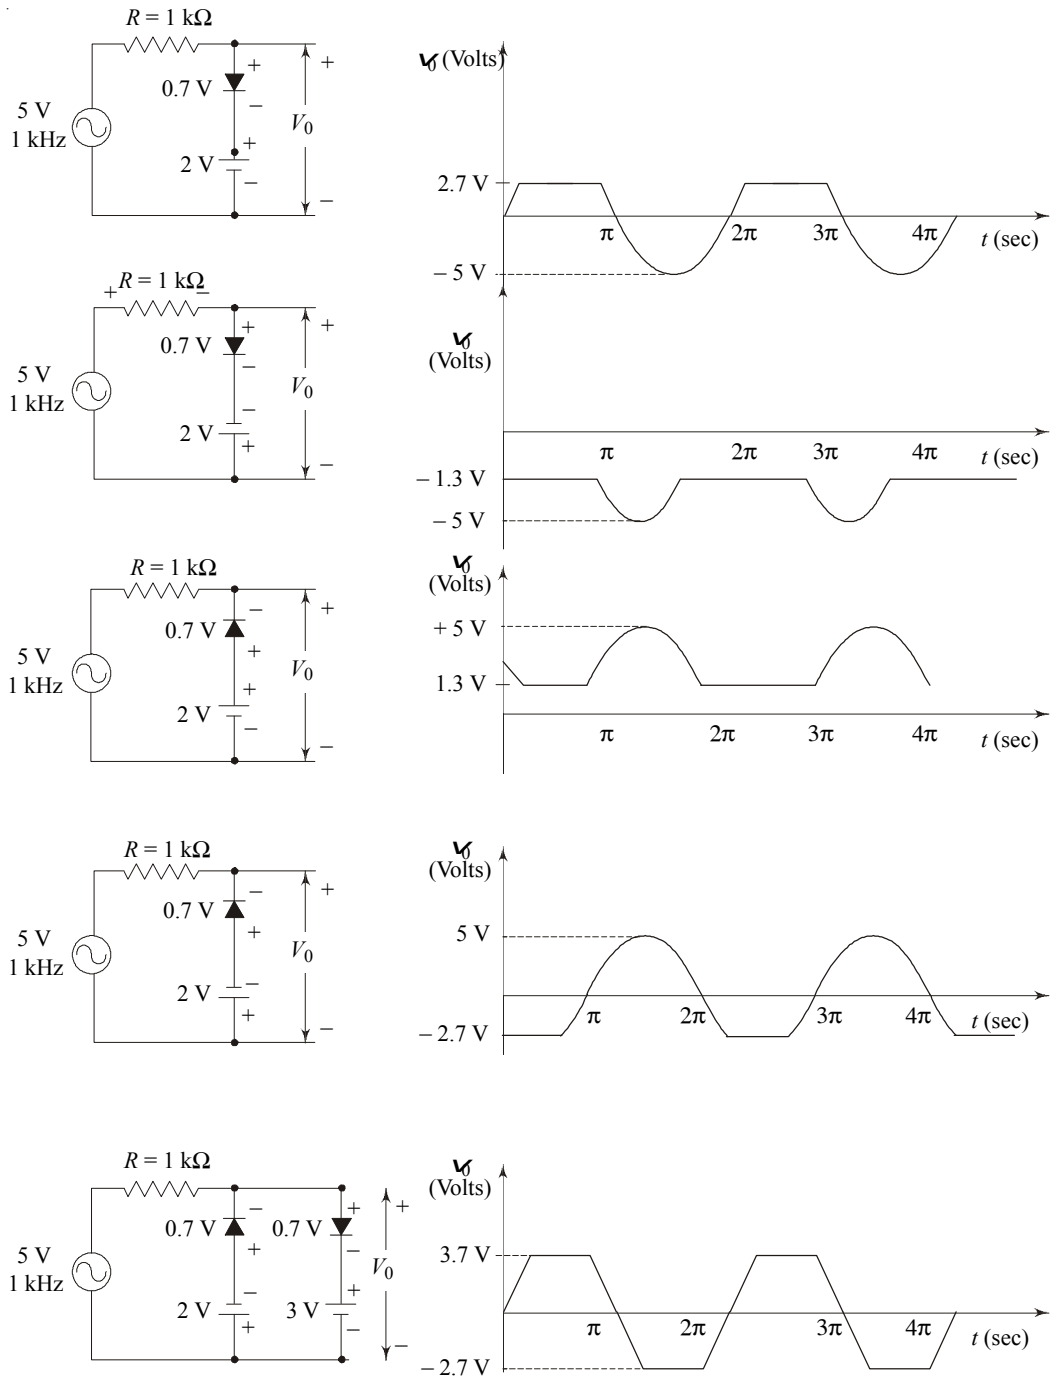 R = 1 kΩ
+
+
0.7 V
−
5 V
1 kHz
V0
+
2 V
−
−
v0 (Volts)
2.7 V
π
2π
3π
4π
t (sec)
− 5 V
R = 1 kΩ
+
−
+
+
0.7 V
−
5 V
1 kHz
V0
−
2 V
+
−
v0
(Volts)
π
2π
3π
4π
t (sec)
− 1.3 V
− 5 V
R = 1 kΩ
−
+
0.7 V
+
5 V
1 kHz
V0
+
2 V
−
−
v0
(Volts)
+ 5 V
1.3 V
π
2π
3π
4π
t (sec)
R = 1 kΩ
−
+
0.7 V
+
5 V
1 kHz
V0
−
2 V
+
−
v0
(Volts)
5 V
π
2π
3π
4π
t (sec)
− 2.7 V
R = 1 kΩ
−
+
+
0.7 V
0.7 V
+
−
5 V
1 kHz
V0
−
+
2 V
3 V
+
−
−
v0
(Volts)
3.7 V
π
2π
3π
4π
t (sec)
− 2.7 V